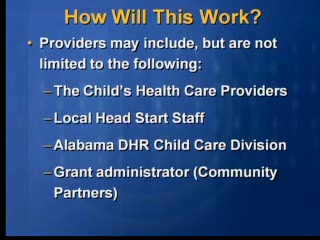 How Will This Work?
• Providers may include, but are not
limited to the following:
– The Child's Health Care Providers
– Local Head Start Staff
– Alabama DHR Child Care Division
– Grant administrator (Community
Partners)